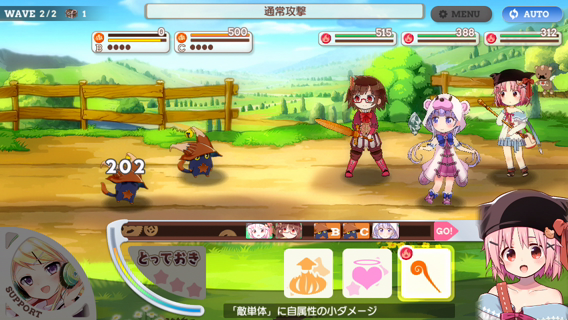 WAVE 2/2
1
通常攻撃
MENU
AUTO
0
B
500
C
515
388
312
202
B
C
GO!
SUPPORT
とっておき
「敵単体」に自属性の小ダメージ